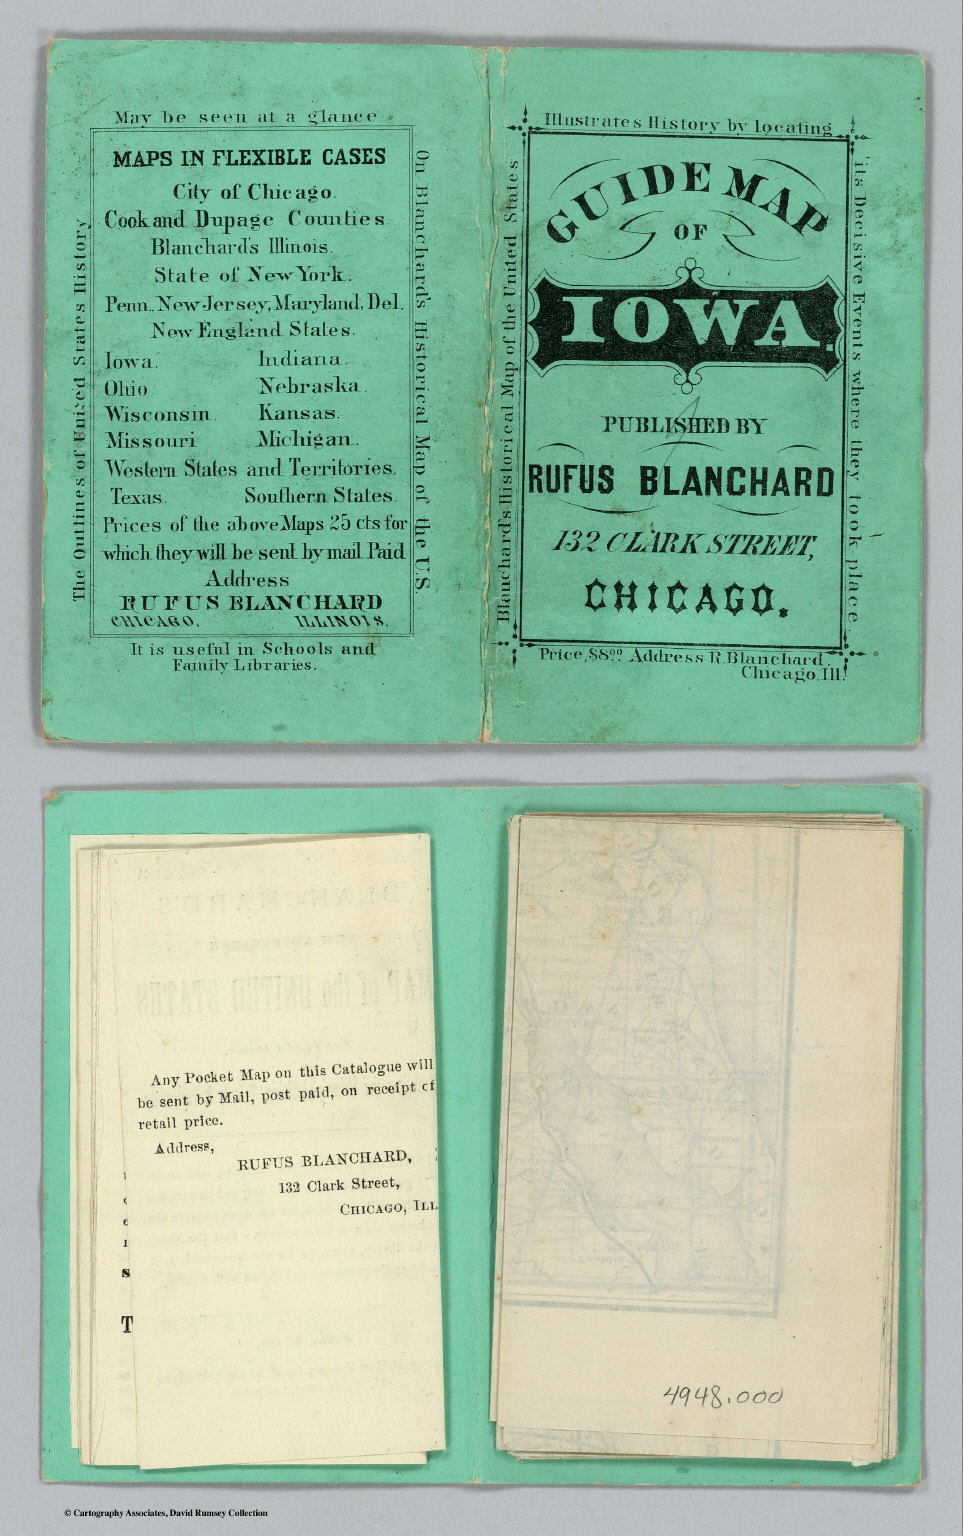 May be seen at a glance
The Outlines of United States History
On Blanchard's Historical Map of the U.S.
MAPS IN FLEXIBLE CASES
City of Chicago.
Cook and Dupage Counties.
Blanchard's Illinois.
State of New York.
Penn., New Jersey, Maryland, Del.
New England States.
Iowa. Indiana.
Ohio. Nebraska.
Wisconsin. Kansas.
Missouri Michigan.
Western States and Territories.
Texas. Southern States.
Prices of the above Maps 25 cts for
which they will be sent by mail Paid
Address
RUFUS BLANCHARD
CHICAGO. ILLINOIS.
It is useful in Schools and
Family Libraries.
Illustrates History by locating
its Decisive Events where they took place
Blanchard's Historical Map of the United States
GUIDE MAP
OF
IOWA.
PUBLISHED BY
RUFUS BLANCHARD
132 CLARK STREET,
CHICAGO.
Price, $8.00 Address R. Blanchard.
Chicago, Ill.
Any Pocket Map on this Catalogue will
be sent by Mail, post paid, on receipt of
retail price.
Address,
RUFUS BLANCHARD,
132 Clark Street,
CHICAGO, ILL.
s
T
4948.000
© Cartography Associates, David Rumsey Collection